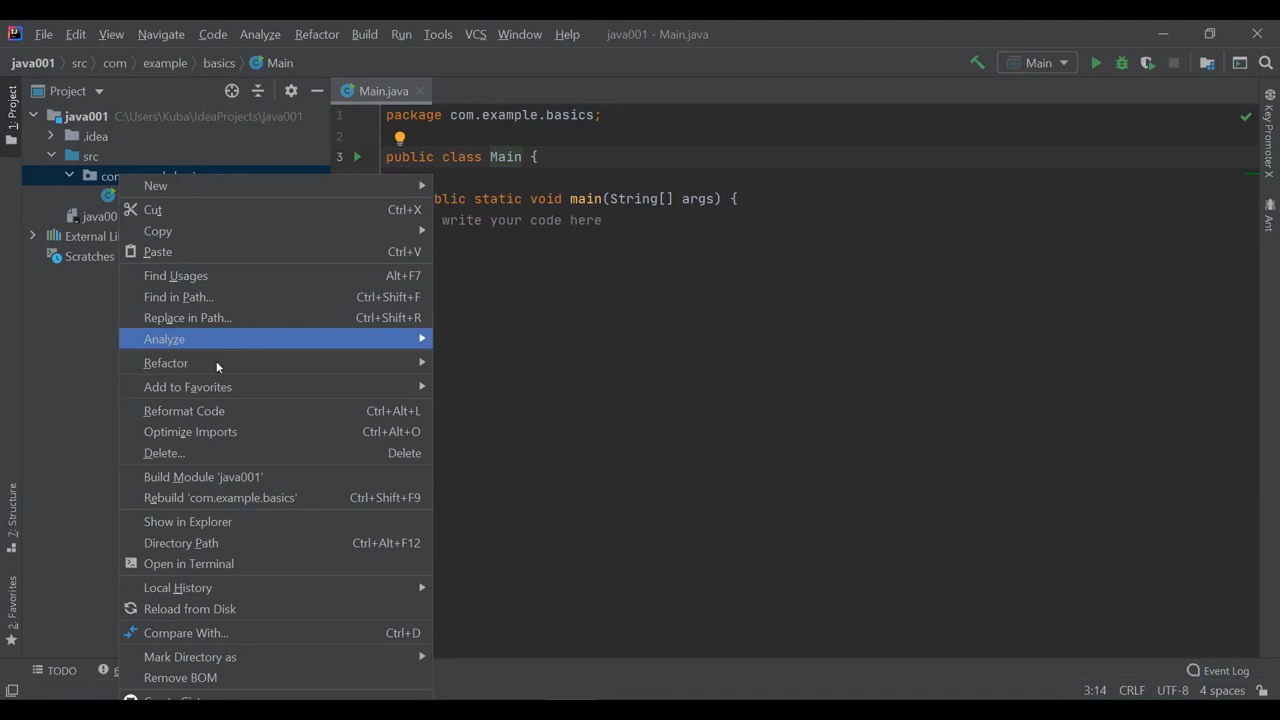 File Edit View Navigate Code Analyze Refactor Build Run Tools VCS Window Help java001 - Main.java
java001 src com example basics Main Main
1: Project
Project
Main.java
java001 C:\Users\Kuba\IdeaProjects\java001
.idea
src
java00
External Li
Scratches
1 package com.example.basics;
2
3 public class Main {
blic static void main(String[] args) {
write your code here
New
Cut Ctrl+X
Copy
Paste Ctrl+V
Find Usages Alt+F7
Find in Path... Ctrl+Shift+F
Replace in Path... Ctrl+Shift+R
Analyze
Refactor
Add to Favorites
Reformat Code Ctrl+Alt+L
Optimize Imports Ctrl+Alt+O
Delete... Delete
Build Module 'java001'
Rebuild 'com.example.basics' Ctrl+Shift+F9
Show in Explorer
Directory Path Ctrl+Alt+F12
Open in Terminal
Local History
Reload from Disk
Compare With... Ctrl+D
Mark Directory as
Remove BOM
Key Promoter X
Ant
7: Structure
2: Favorites
TODO
Event Log
3:14 CRLF UTF-8 4 spaces